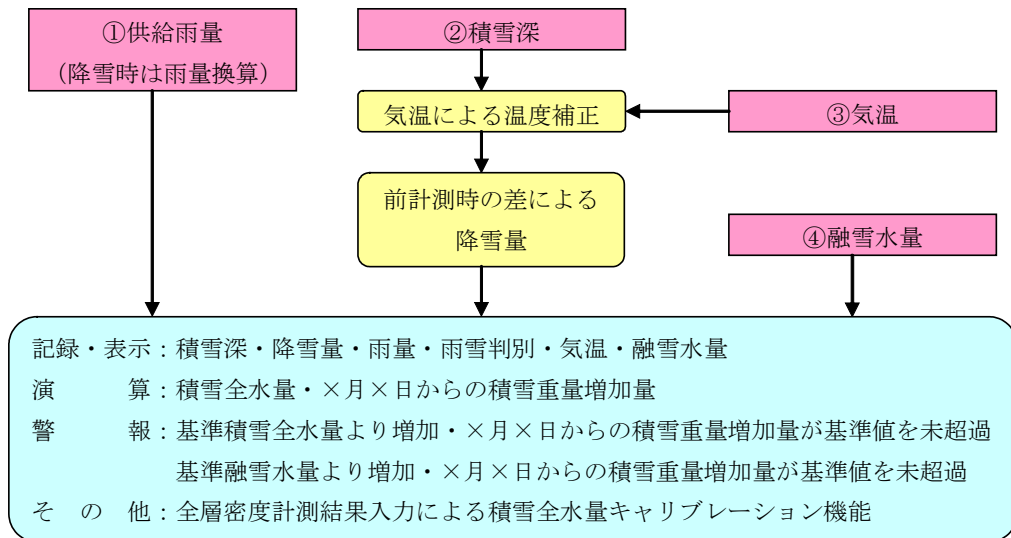 ①供給雨量
（降雪時は雨量換算）
②積雪深
気温による温度補正
③気温
前計測時の差による
降雪量
④融雪水量
記録・表示：積雪深・降雪量・雨量・雨雪判別・気温・融雪水量
演　　　算：積雪全水量・×月×日からの積雪重量増加量
警　　　報：基準積雪全水量より増加・×月×日からの積雪重量増加量が基準値を未超過
基準融雪水量より増加・×月×日からの積雪重量増加量が基準値を未超過
そ　の　他：全層密度計測結果入力による積雪全水量キャリブレーション機能